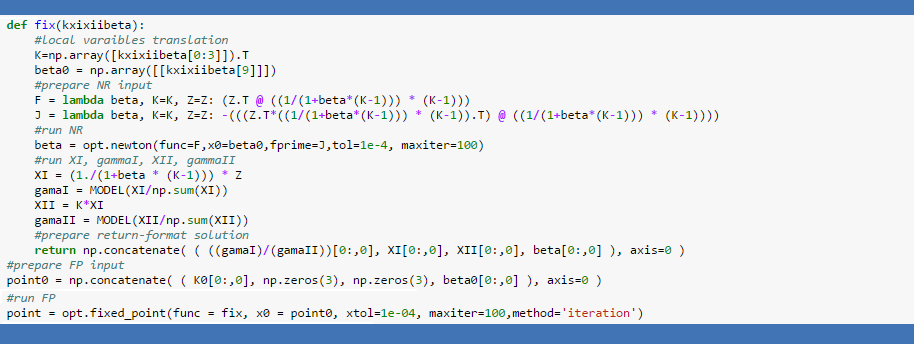 def fix(kxixiibeta):
    #local varaibles translation
    K=np.array([kxixiibeta[0:3]]).T
    beta0 = np.array([[kxixiibeta[9]]])
    #prepare NR input
    F = lambda beta, K=K, Z=Z: (Z.T @ ((1/(1+beta*(K-1))) * (K-1)))
    J = lambda beta, K=K, Z=Z: -(((Z.T*((1/(1+beta*(K-1))) * (K-1)).T) @ ((1/(1+beta*(K-1))) * (K-1))))
    #run NR
    beta = opt.newton(func=F,x0=beta0,fprime=J,tol=1e-4, maxiter=100)
    #run XI, gammaI, XII, gammaII
    XI = (1./(1+beta * (K-1))) * Z
    gamaI = MODEL(XI/np.sum(XI))
    XII = K*XI
    gamaII = MODEL(XII/np.sum(XII))
    #prepare return-format solution
    return np.concatenate( ( ((gamaI)/(gamaII))[0:,0], XI[0:,0], XII[0:,0], beta[0:,0] ), axis=0 )
#prepare FP input
point0 = np.concatenate( ( K0[0:,0], np.zeros(3), np.zeros(3), beta0[0:,0] ), axis=0 )
#run FP
point = opt.fixed_point(func = fix, x0 = point0, xtol=1e-04, maxiter=100,method='iteration')